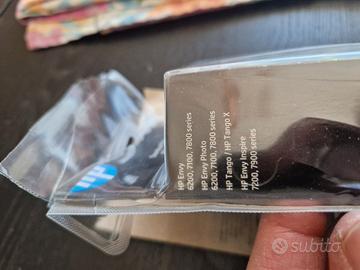 HP Envy
6200, 7100, 7800 series
HP Envy Photo
6200, 7100, 7800 series
HP Tango / HP Tango X
HP Envy Inspire
7200, 7900 series
hp
subito